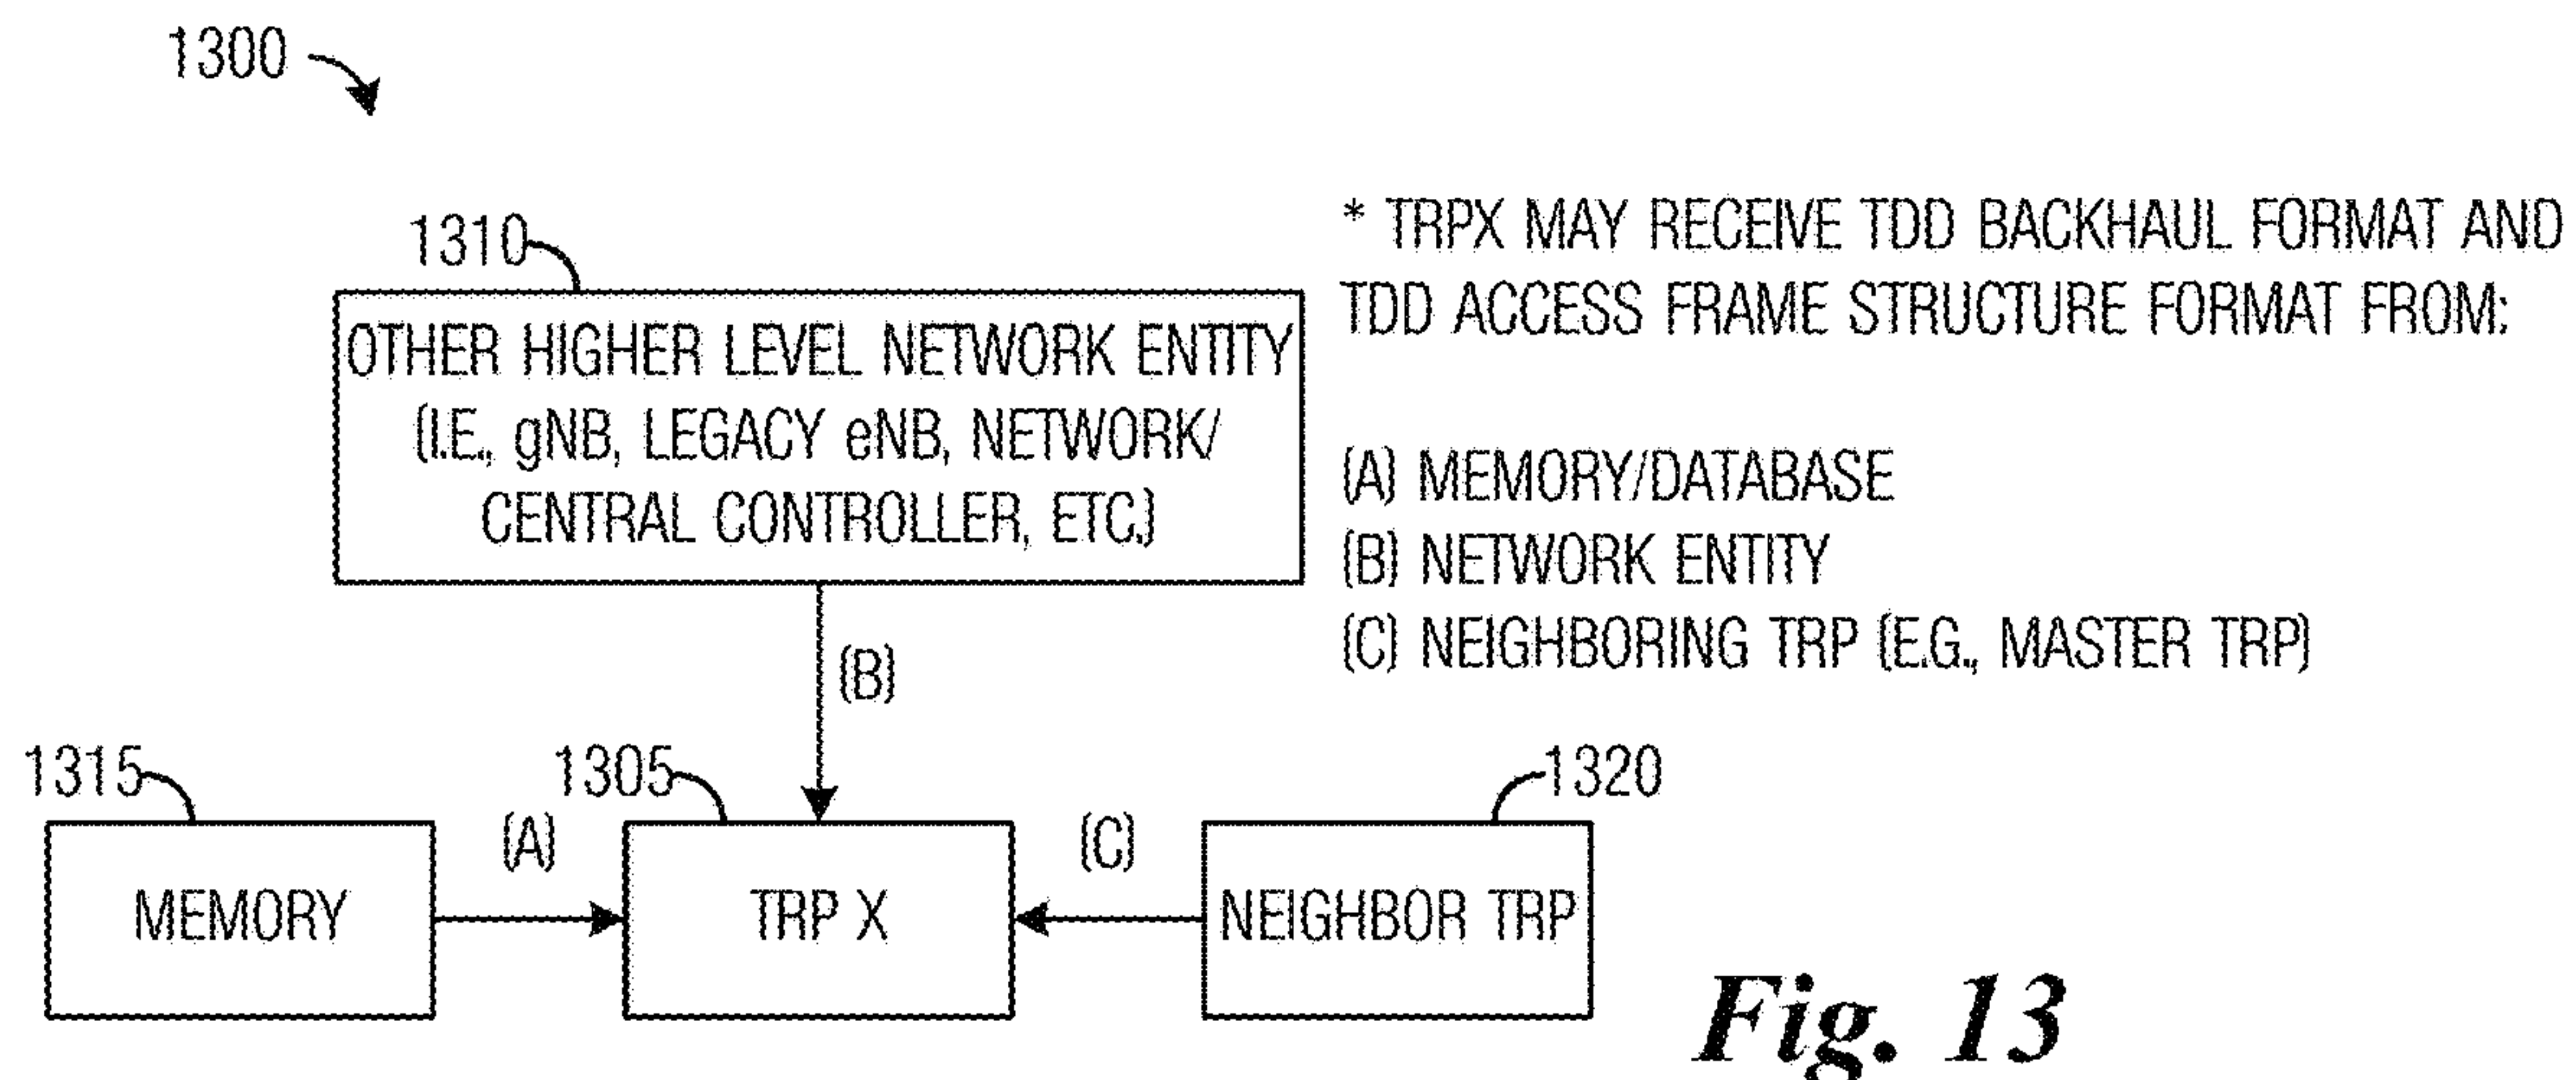 1300
1310
OTHER HIGHER LEVEL NETWORK ENTITY
(I.E., gNB, LEGACY eNB, NETWORK/
CENTRAL CONTROLLER, ETC.)
* TRPX MAY RECEIVE TDD BACKHAUL FORMAT AND
TDD ACCESS FRAME STRUCTURE FORMAT FROM:
(A) MEMORY/DATABASE
(B) NETWORK ENTITY
(C) NEIGHBORING TRP (E.G., MASTER TRP)
(B)
1315
1305
1320
(A)
(C)
MEMORY
TRP X
NEIGHBOR TRP
Fig. 13